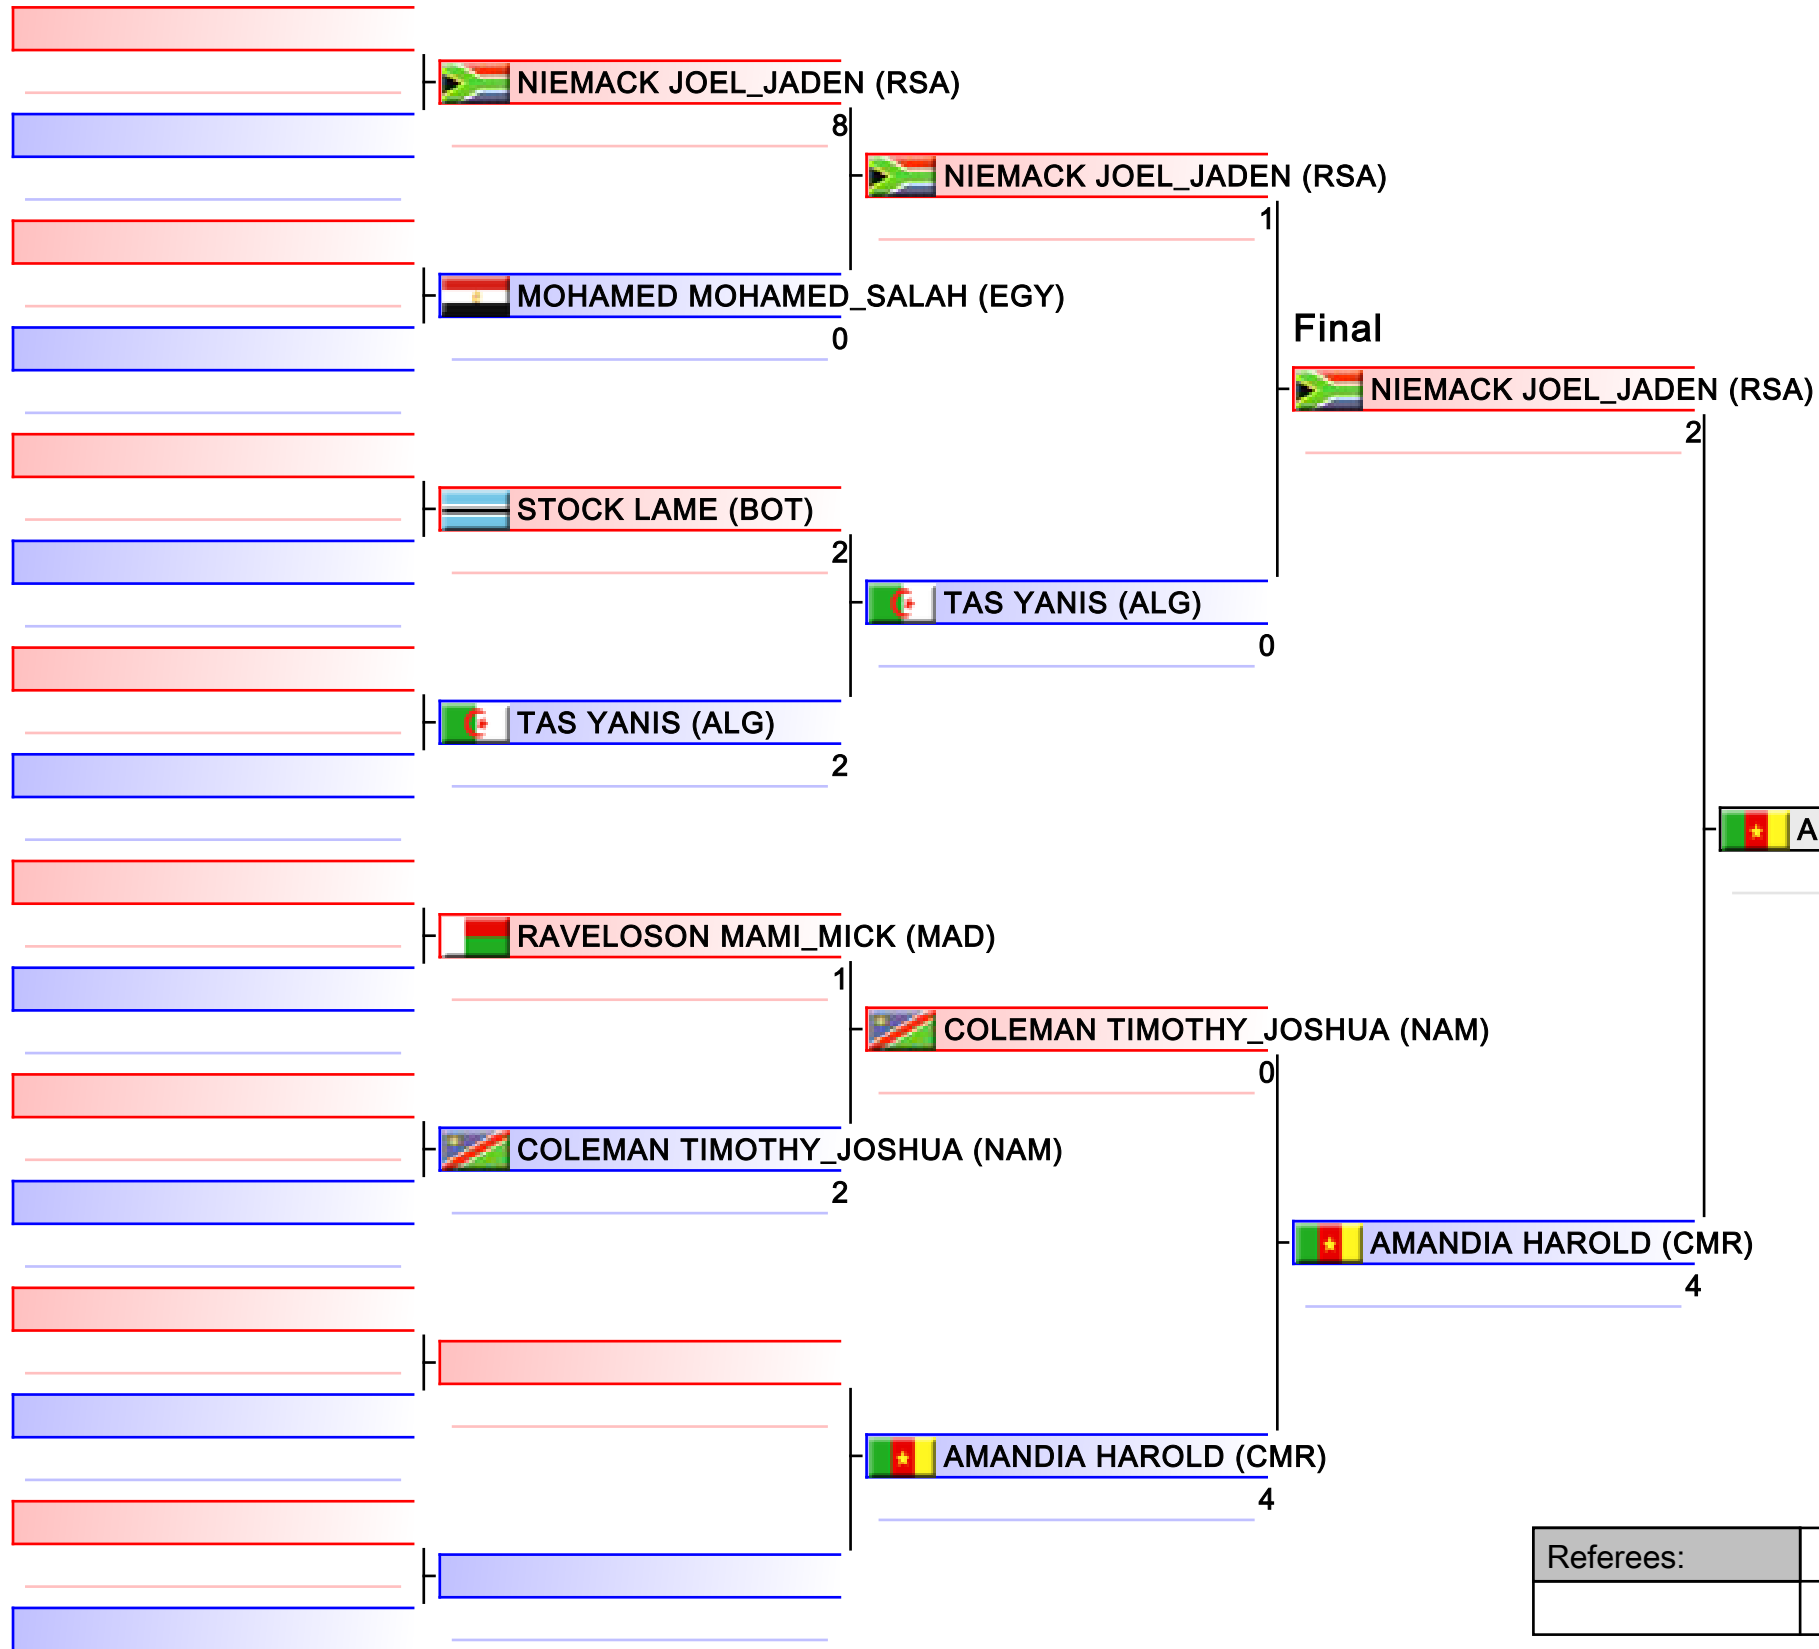 NIEMACK JOEL_JADEN (RSA)
8
NIEMACK JOEL_JADEN (RSA)
1
MOHAMED MOHAMED_SALAH (EGY)
0
Final
NIEMACK JOEL_JADEN (RSA)
2
STOCK LAME (BOT)
2
TAS YANIS (ALG)
0
TAS YANIS (ALG)
2
A
RAVELOSON MAMI_MICK (MAD)
1
COLEMAN TIMOTHY_JOSHUA (NAM)
0
COLEMAN TIMOTHY_JOSHUA (NAM)
2
AMANDIA HAROLD (CMR)
4
AMANDIA HAROLD (CMR)
4
Referees: